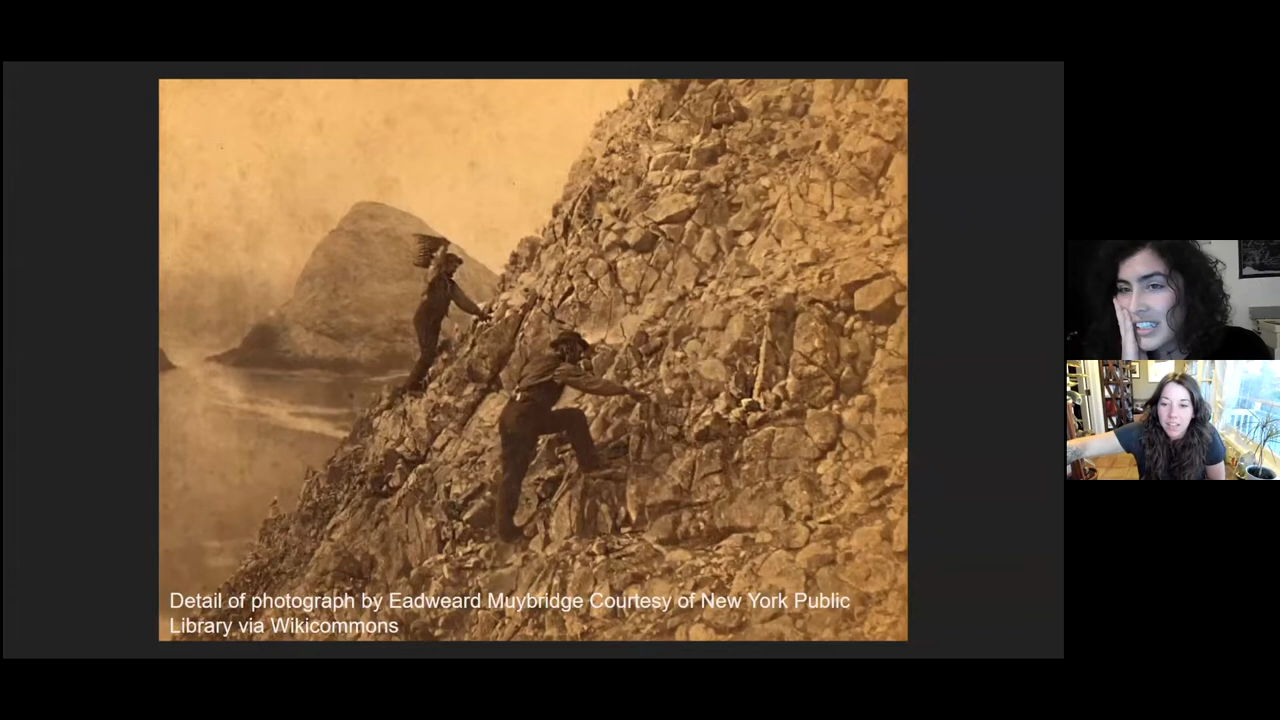 Detail of photograph by Eadweard Muybridge Courtesy of New York Public
Library via Wikicommons